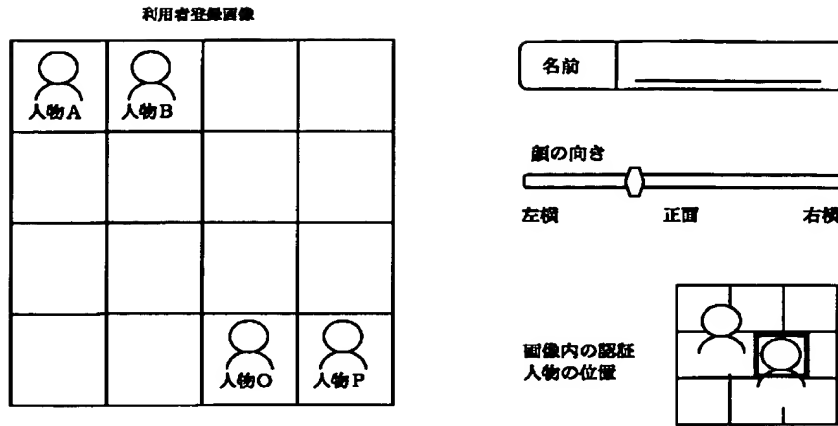 利用者登録画像
人物A
人物B
人物O
人物P
名前
顔の向き
左横
正面
右横
画像内の認証
人物の位置